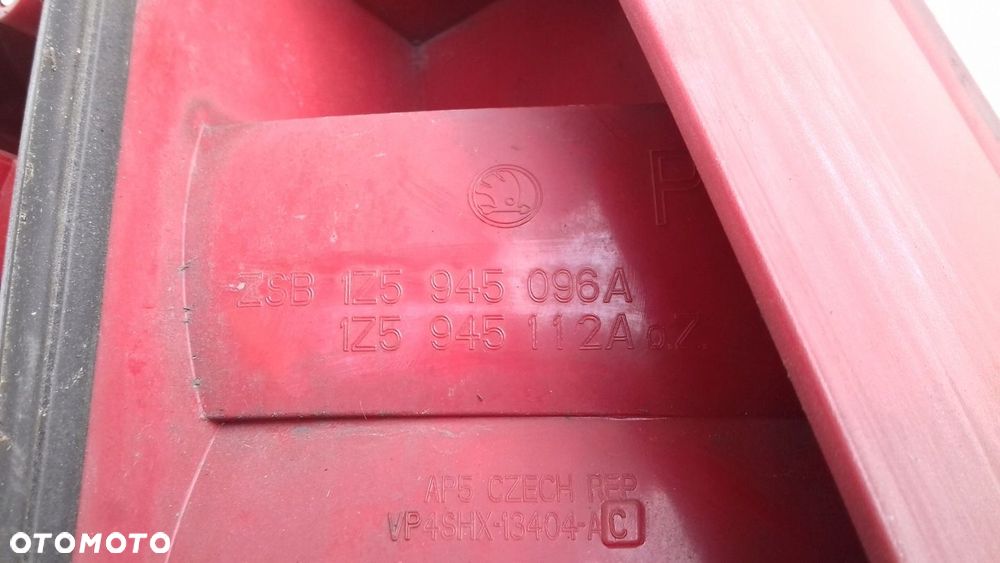 P
ZSB 1Z5 945 096A
1Z5 945 112A o.Z.
AP5 CZECH REP
VP4SHX-13404-AC
OTOMOTO